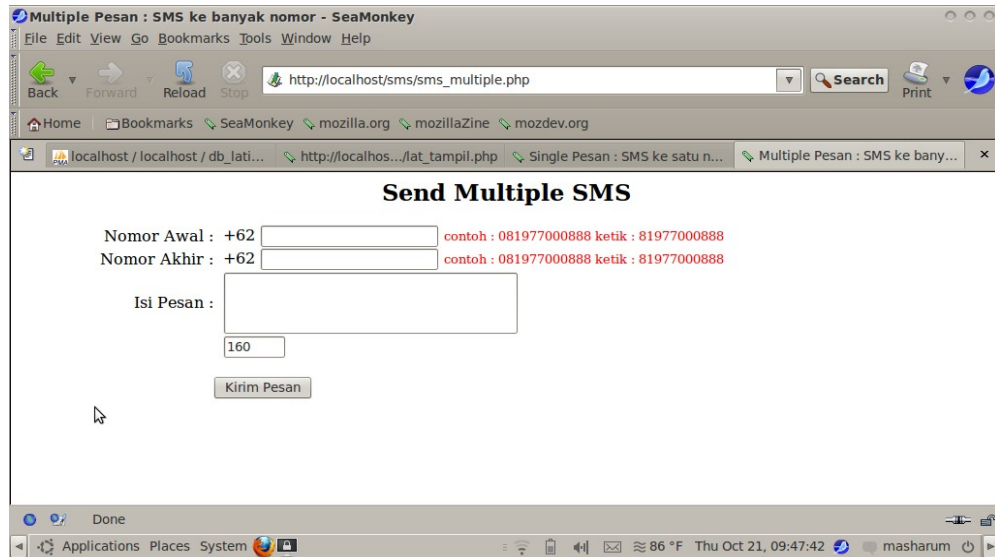 Multiple Pesan : SMS ke banyak nomor - SeaMonkey
File Edit View Go Bookmarks Tools Window Help
Back Forward Reload Stop http://localhost/sms/sms_multiple.php Search Print
Home Bookmarks SeaMonkey mozilla.org mozillaZine mozdev.org
PMA localhost / localhost / db_lati... http://localhos.../lat_tampil.php Single Pesan : SMS ke satu n... Multiple Pesan : SMS ke bany...
Send Multiple SMS
Nomor Awal : +62 contoh : 081977000888 ketik : 81977000888
Nomor Akhir : +62 contoh : 081977000888 ketik : 81977000888
Isi Pesan :
160
Kirim Pesan
Done
Applications Places System 86 °F Thu Oct 21, 09:47:42 masharum